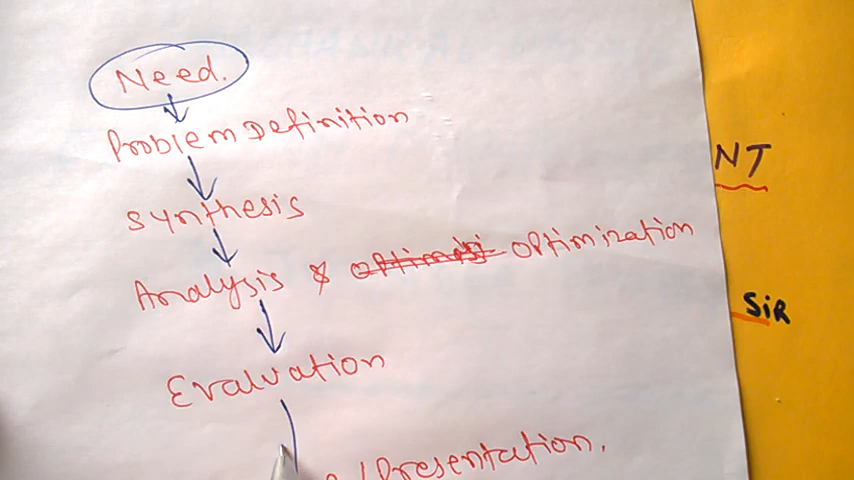 Need.
Problem Definition
Synthesis
Analysis & Optimization
Evaluation
/Presentation.
NT
SiR